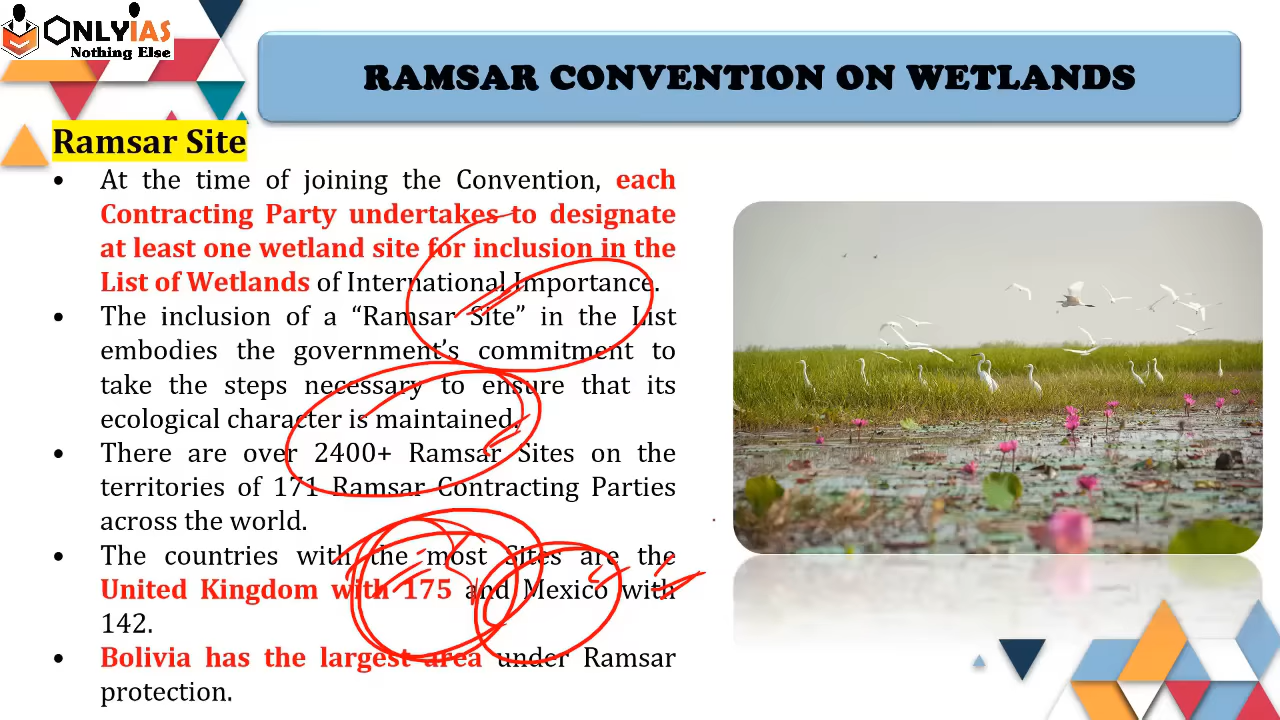 ONLYIAS
Nothing Else
RAMSAR CONVENTION ON WETLANDS
Ramsar Site
• At the time of joining the Convention, each
Contracting Party undertakes to designate
at least one wetland site for inclusion in the
List of Wetlands of International Importance.
• The inclusion of a “Ramsar Site” in the List
embodies the government’s commitment to
take the steps necessary to ensure that its
ecological character is maintained.
• There are over 2400+ Ramsar Sites on the
territories of 171 Ramsar Contracting Parties
across the world.
• The countries with the most Sites are the
United Kingdom with 175 and Mexico with
142.
• Bolivia has the largest area under Ramsar
protection.